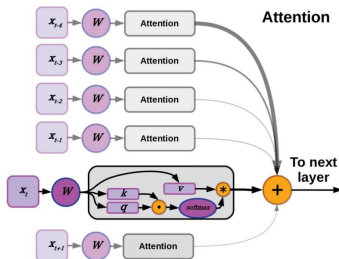 Attention
x_{t-4} W Attention
x_{t-3} W Attention
x_{t-2} W Attention
x_{t-1} W Attention
To next
layer
x_t W k q v • softmax * +
x_{t+1} W Attention